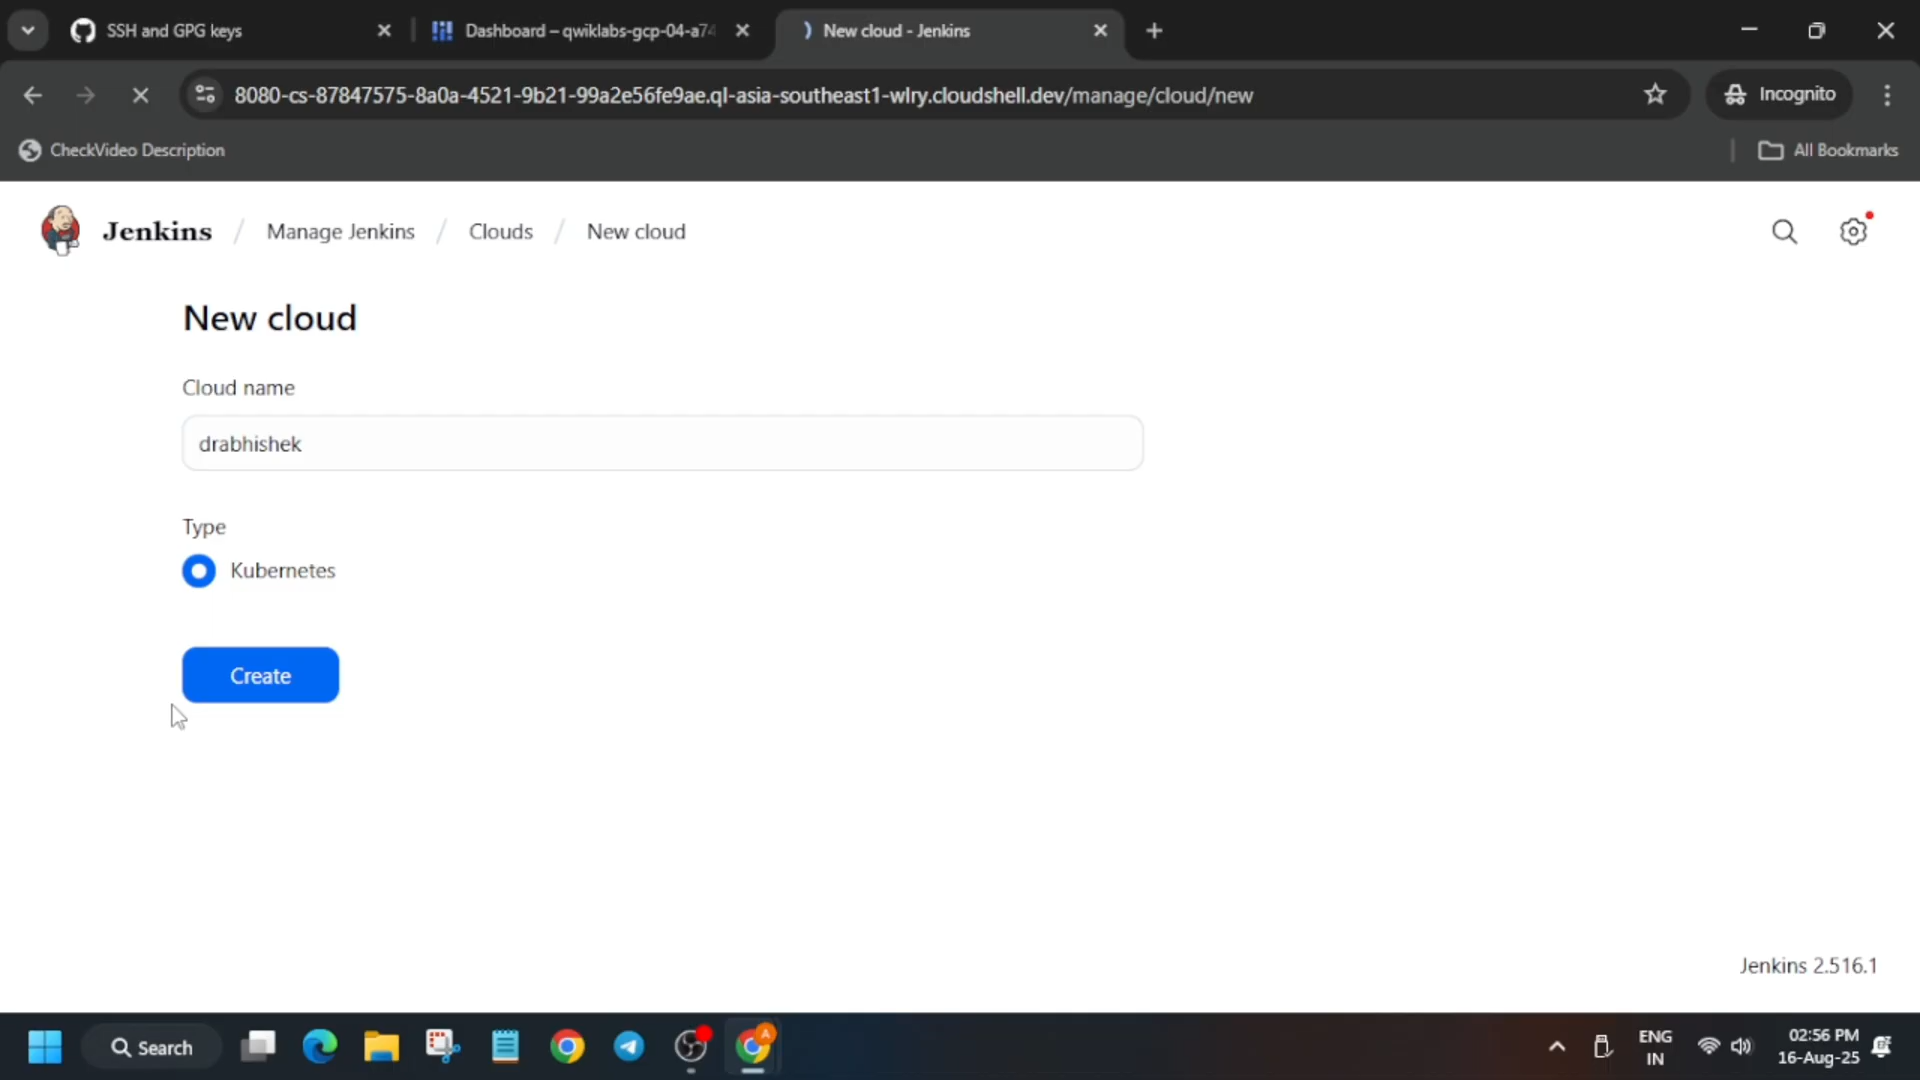 SSH and GPG keys
Dashboard – qwiklabs-gcp-04-a74
New cloud - Jenkins
8080-cs-87847575-8a0a-4521-9b21-99a2e56fe9ae.ql-asia-southeast1-wlry.cloudshell.dev/manage/cloud/new
Incognito
CheckVideo Description
All Bookmarks
Jenkins / Manage Jenkins / Clouds / New cloud
New cloud
Cloud name
drabhishek
Type
Kubernetes
Create
Jenkins 2.516.1
Search
ENG
IN
02:56 PM
16-Aug-25